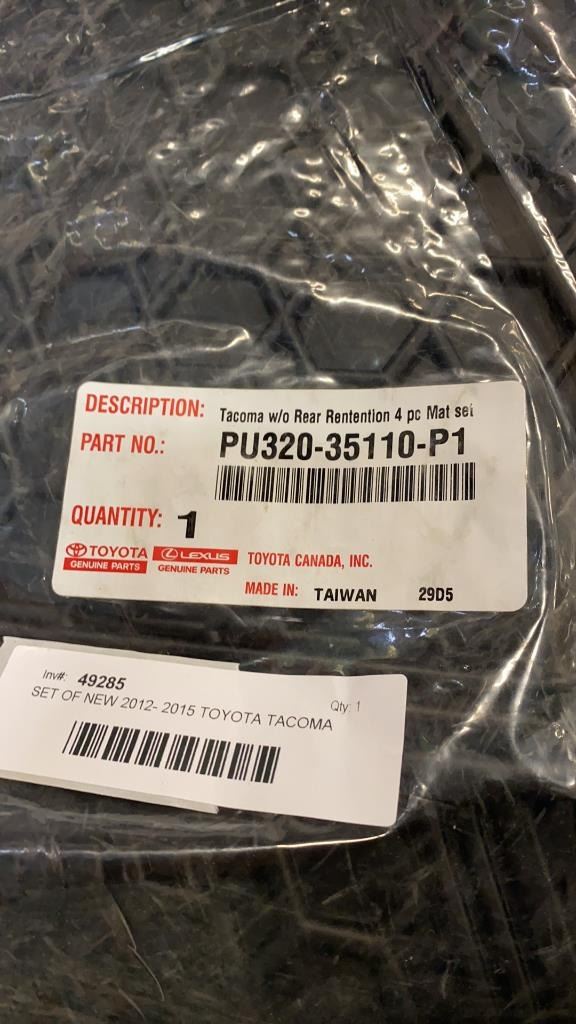 DESCRIPTION: Tacoma w/o Rear Rentention 4 pc Mat set
PART NO.: PU320-35110-P1
QUANTITY: 1
TOYOTA
GENUINE PARTS
LEXUS
GENUINE PARTS
TOYOTA CANADA, INC.
MADE IN: TAIWAN 29D5
Inv#: 49285
Qty: 1
SET OF NEW 2012- 2015 TOYOTA TACOMA